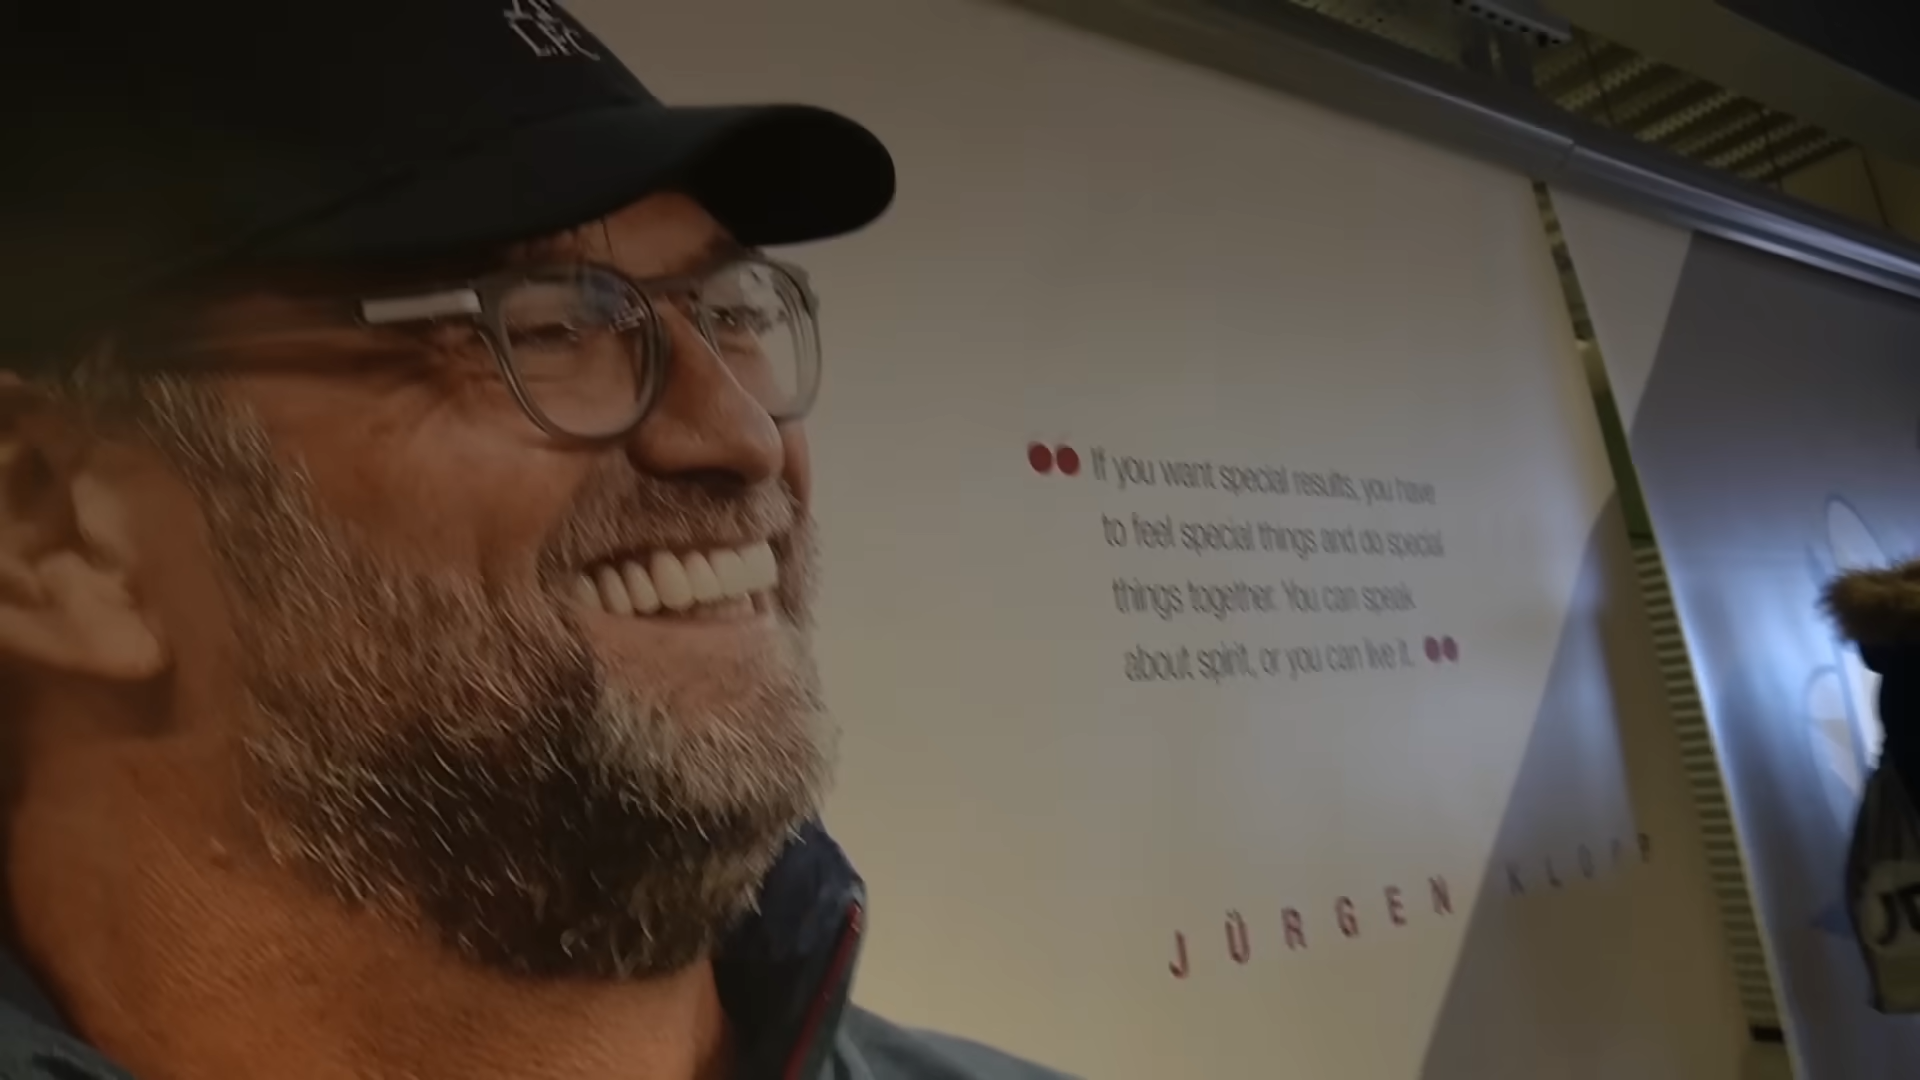 LFC
If you want special results, you have
to feel special things and do special
things together. You can speak
about spirit, or you can live it.
JÜRGEN KLOPP